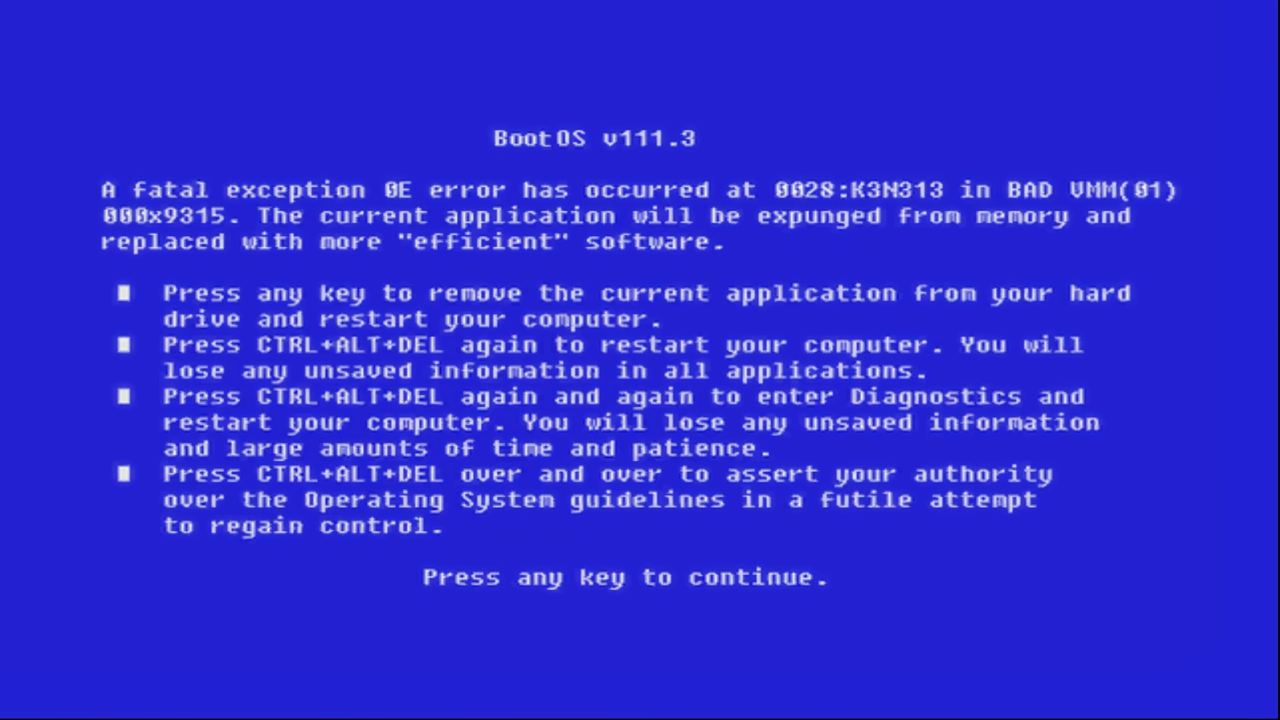 BootOS v111.3
A fatal exception 0E error has occurred at 0028:K3N313 in BAD VMM(01)
000x9315. The current application will be expunged from memory and
replaced with more "efficient" software.
Press any key to remove the current application from your hard
drive and restart your computer.
Press CTRL+ALT+DEL again to restart your computer. You will
lose any unsaved information in all applications.
Press CTRL+ALT+DEL again and again to enter Diagnostics and
restart your computer. You will lose any unsaved information
and large amounts of time and patience.
Press CTRL+ALT+DEL over and over to assert your authority
over the Operating System guidelines in a futile attempt
to regain control.
Press any key to continue.